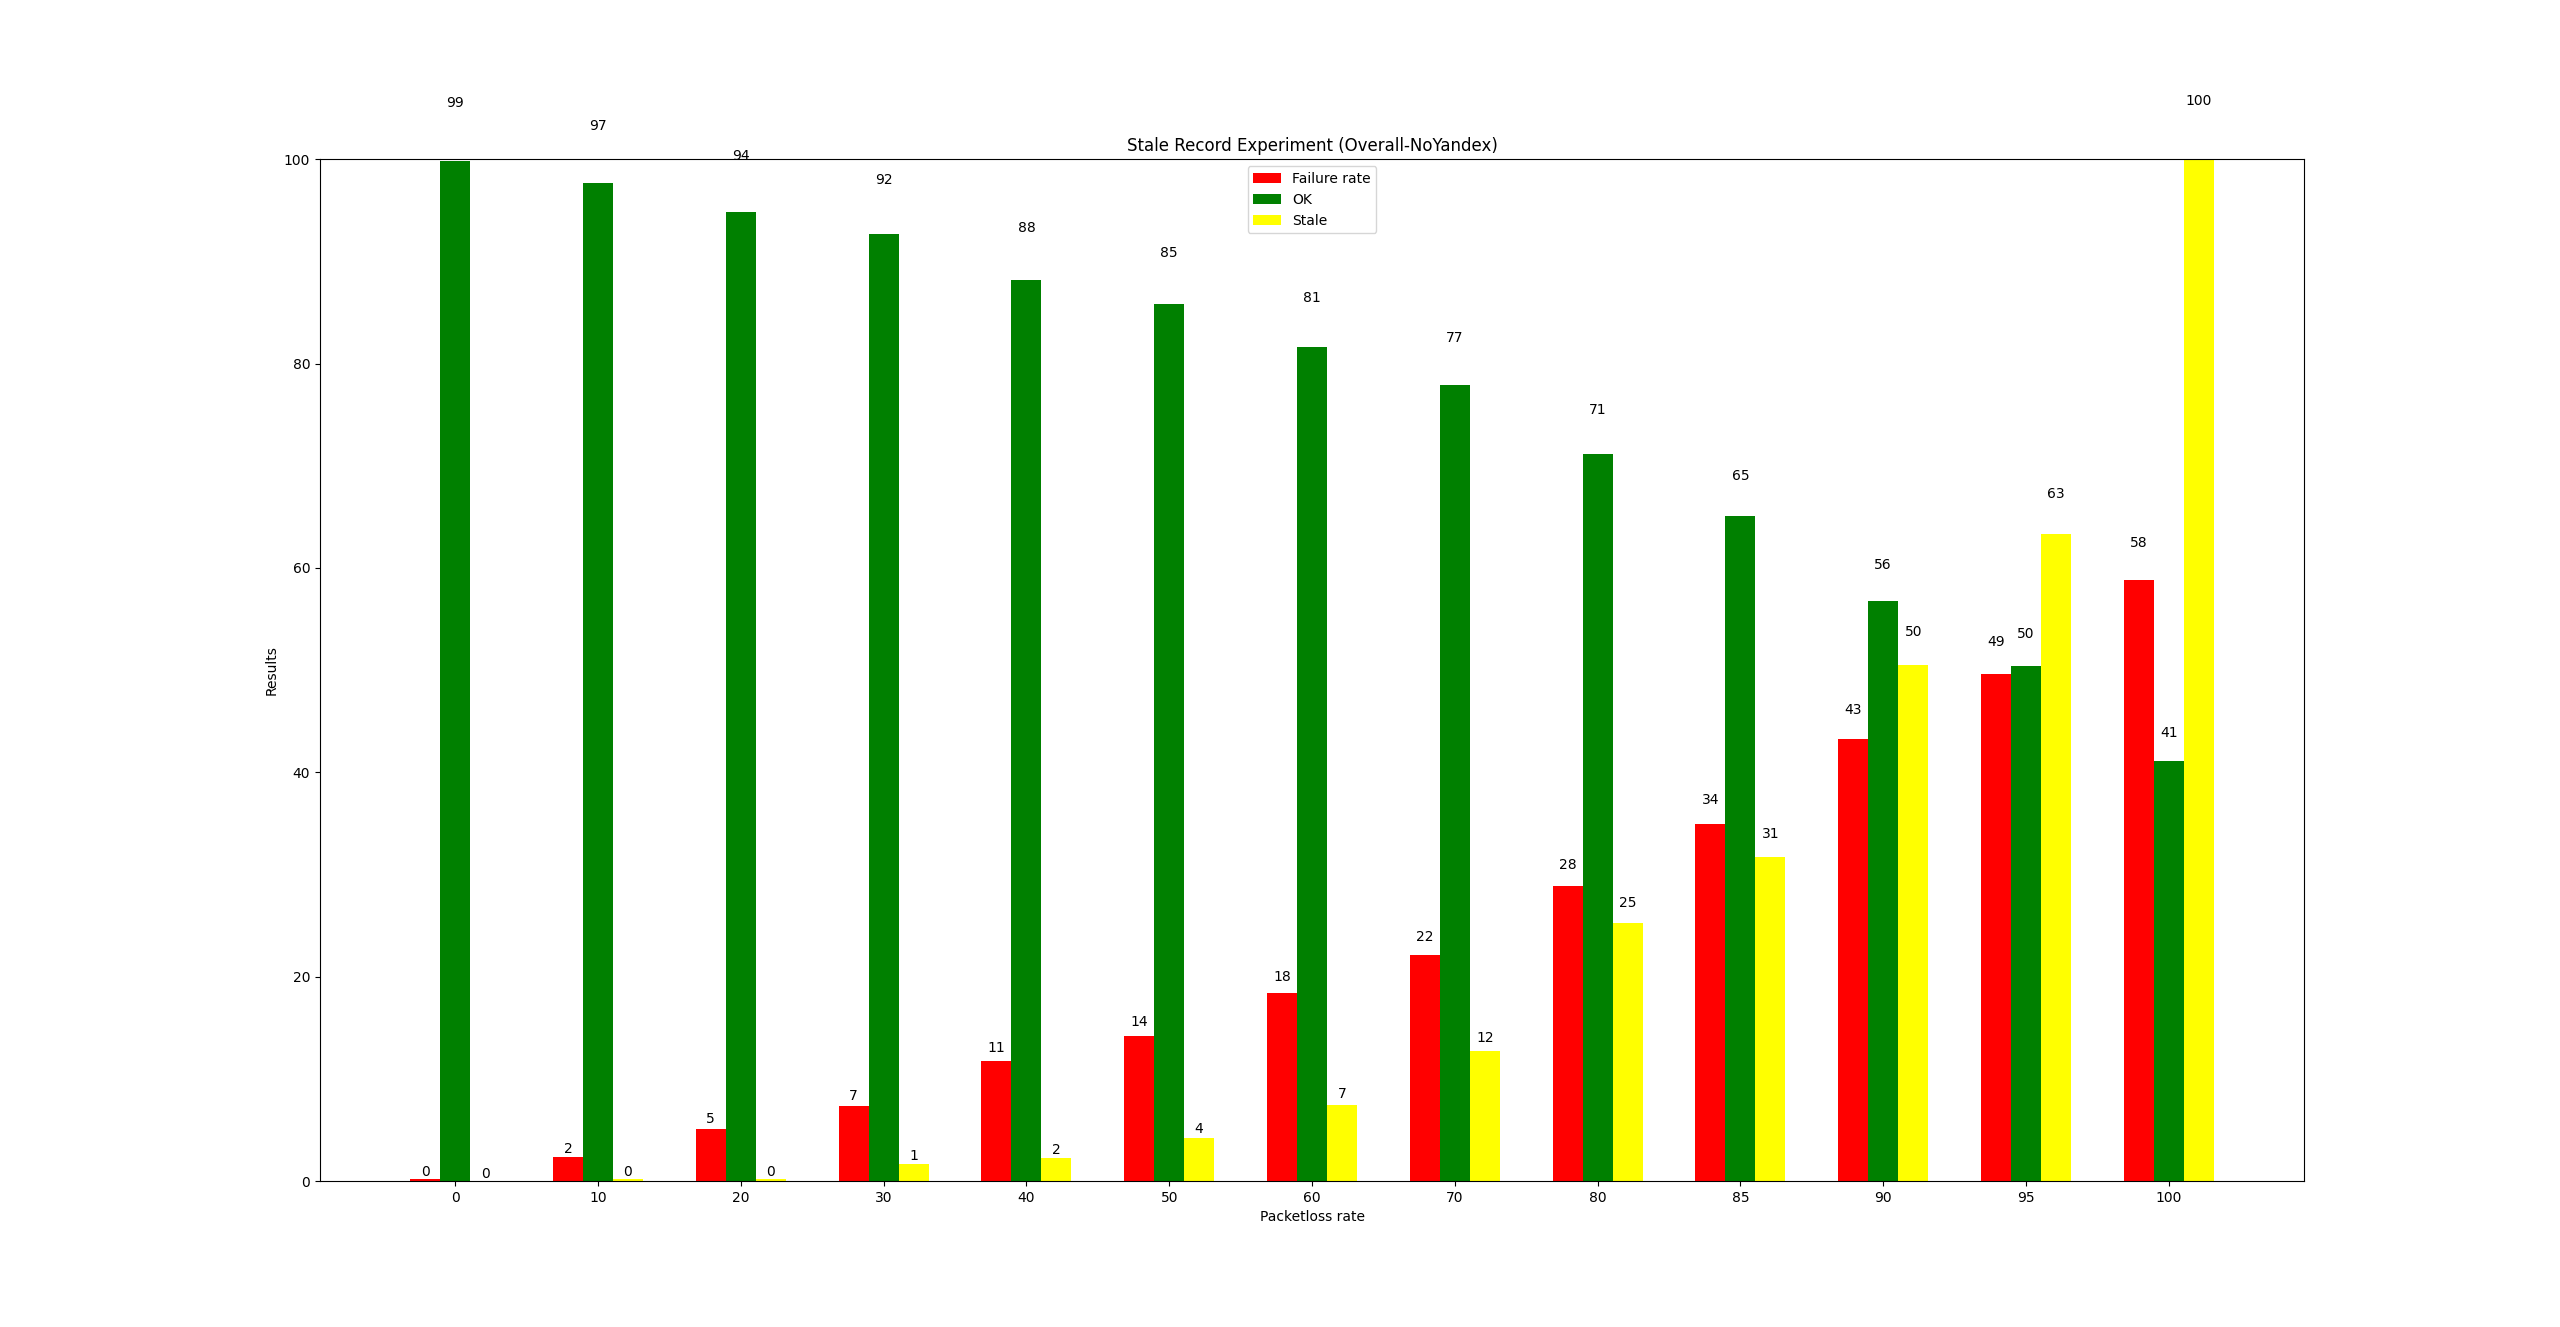 Stale Record Experiment (Overall-NoYandex)
Failure rate
OK
Stale
Results
100
80
60
40
20
0
0 99 0
2 97 0
5 94 0
7 92 1
11 88 2
14 85 4
18 81 7
22 77 12
28 71 25
34 65 31
43 56 50
49 50 63
58 41 100
0 10 20 30 40 50 60 70 80 85 90 95 100
Packetloss rate